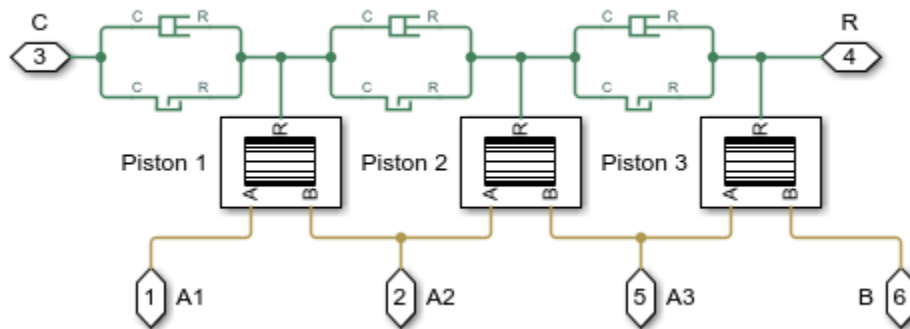 C R C R C R
C R
3 4
C R C R C R
R R R
Piston 1 Piston 2 Piston 3
A B A B A B
1 A1 2 A2 5 A3 B 6